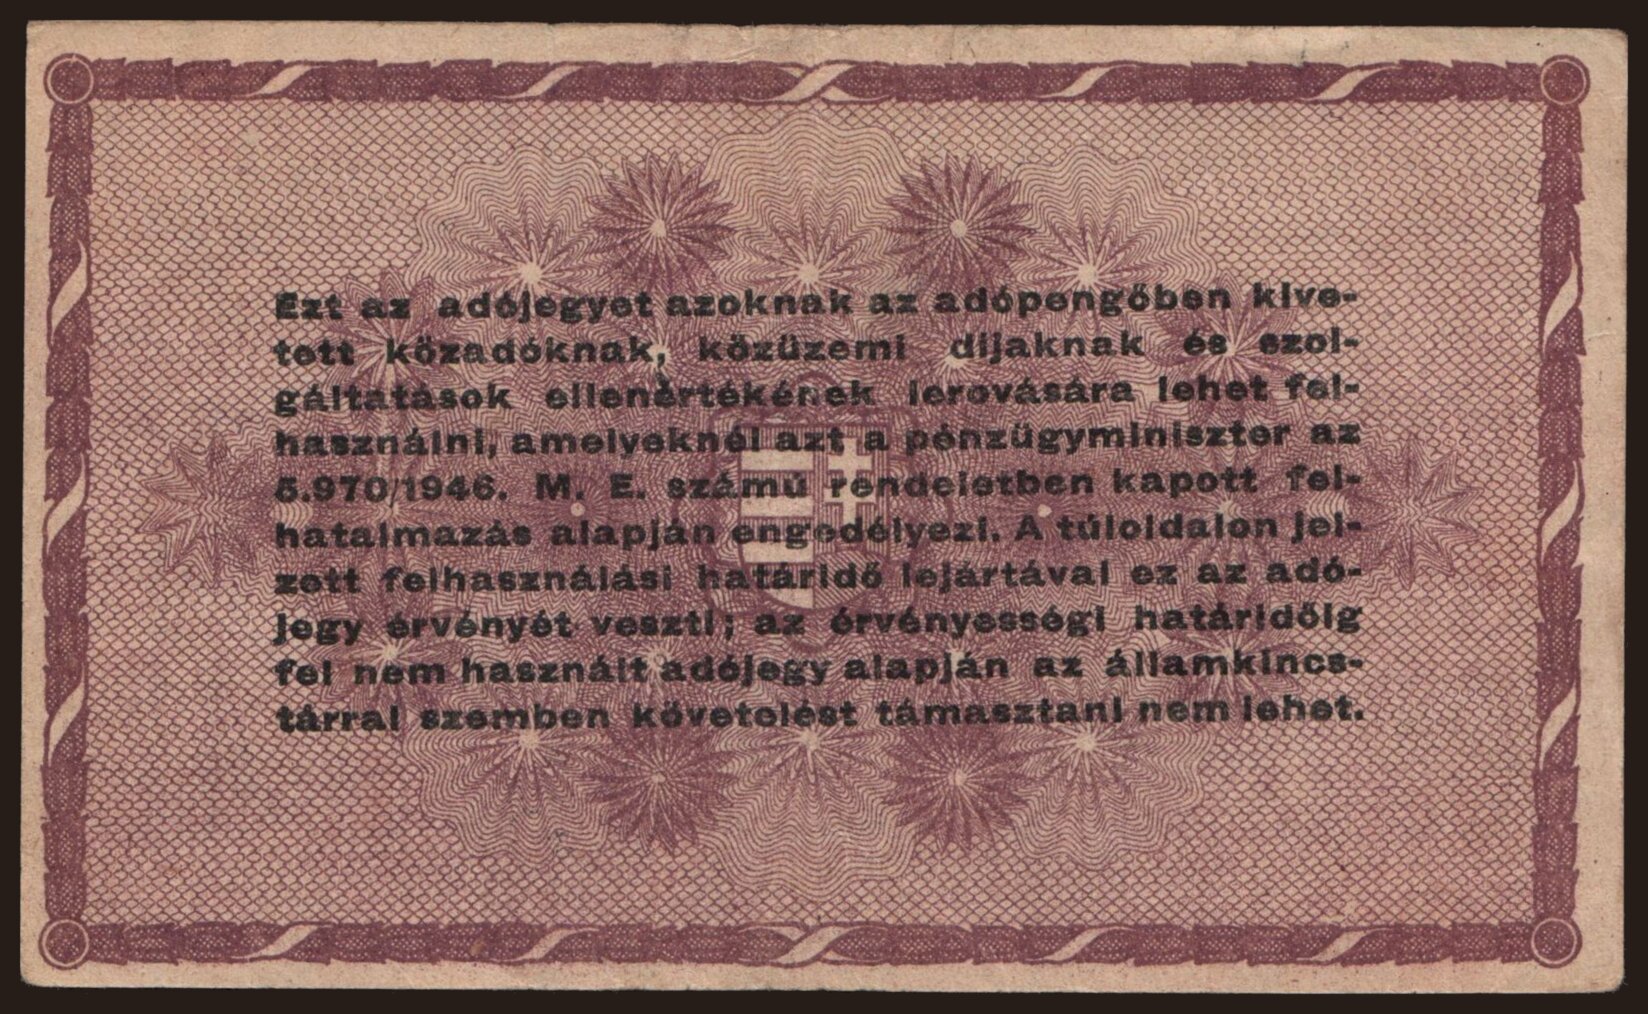 Ezt az adójegyet azoknak az adópengőben kive-
tett közadóknak, közüzemi díjaknak és szol-
gáltatások ellenértékének lerovására lehet fel-
használni, amelyeknél azt a pénzügyminiszter az
5.970/1946. M. E. számú rendeletben kapott fel-
hatalmazás alapján engedélyezi. A túloldalon jel-
zett felhasználási határidő lejártával ez az adó-
jegy érvényét veszti; az érvényességi határidőig
fel nem használt adójegy alapján az államkincs-
tárral szemben követelést támasztani nem lehet.